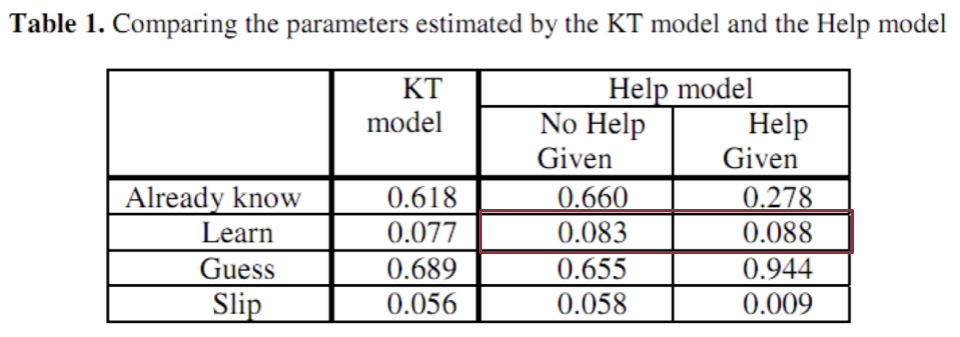 Table 1. Comparing the parameters estimated by the KT model and the Help model
KT model Help model
No Help Given Help Given
Already know 0.618 0.660 0.278
Learn 0.077 0.083 0.088
Guess 0.689 0.655 0.944
Slip 0.056 0.058 0.009